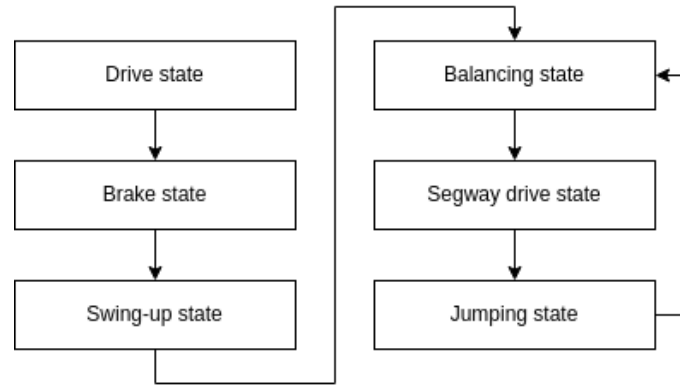 Drive state
Brake state
Swing-up state
Balancing state
Segway drive state
Jumping state